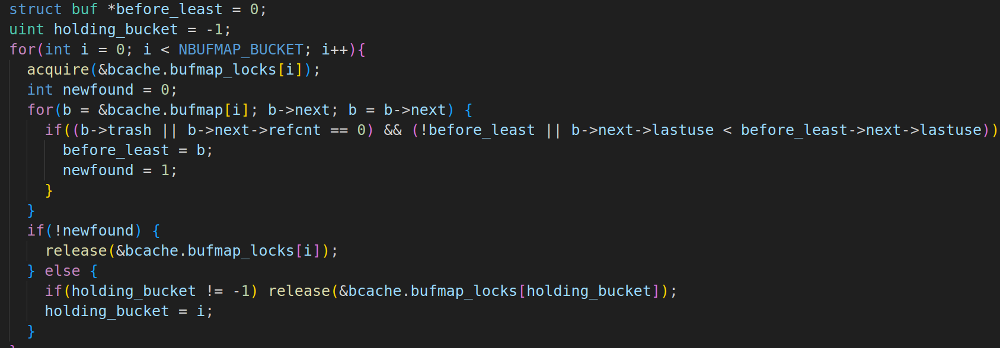 struct buf *before_least = 0;
uint holding_bucket = -1;
for(int i = 0; i < NBUFMAP_BUCKET; i++){
  acquire(&bcache.bufmap_locks[i]);
  int newfound = 0;
  for(b = &bcache.bufmap[i]; b->next; b = b->next) {
    if((b->trash || b->next->refcnt == 0) && (!before_least || b->next->lastuse < before_least->next->lastuse))
      before_least = b;
      newfound = 1;
    }
  }
  if(!newfound) {
    release(&bcache.bufmap_locks[i]);
  } else {
    if(holding_bucket != -1) release(&bcache.bufmap_locks[holding_bucket]);
    holding_bucket = i;
  }